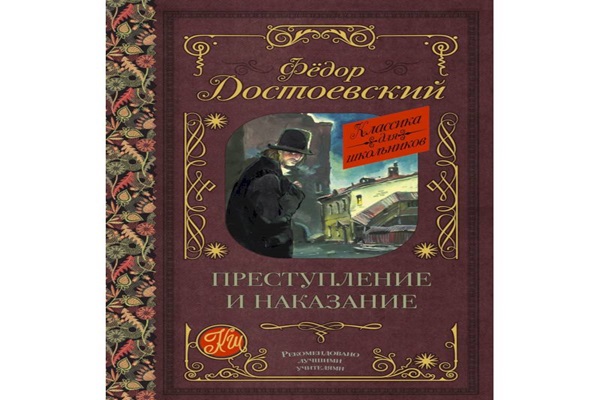 Фёдор
Достоевский
Классика
для
школьников
ПРЕСТУПЛЕНИЕ
И НАКАЗАНИЕ
КШ
Рекомендовано
лучшими
учителями